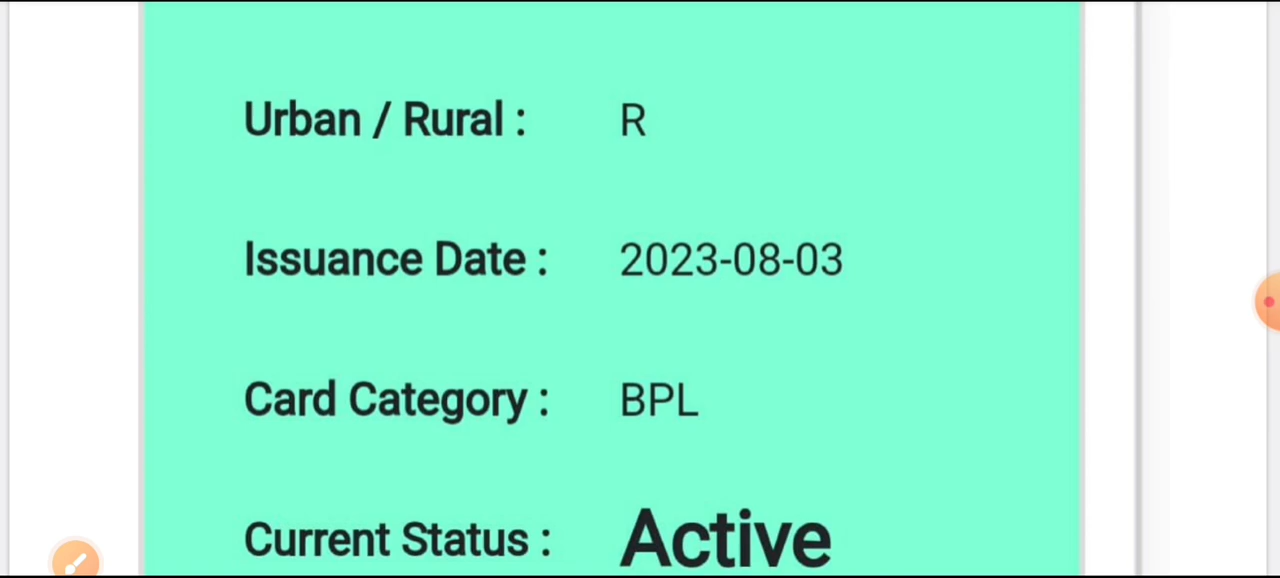 Urban / Rural : R
Issuance Date : 2023-08-03
Card Category : BPL
Current Status : Active